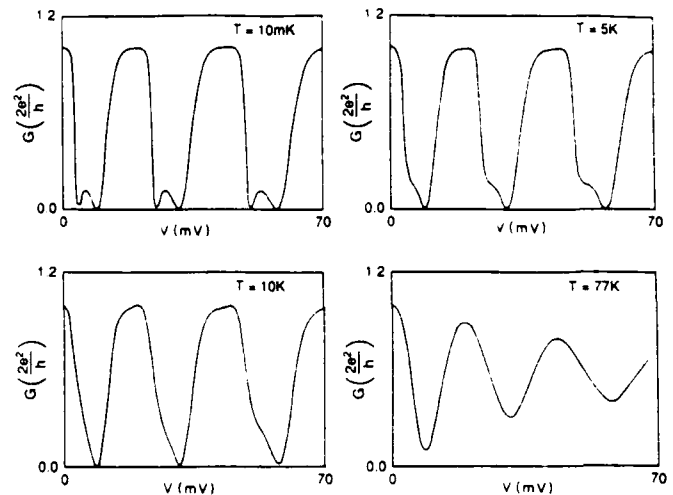 1.2
T = 10mK
G(2e²/h)
0.0
0
V (mV)
70
1.2
T = 5K
G(2e²/h)
0.0
0
V (mV)
70
1.2
T = 10K
G(2e²/h)
0.0
0
V (mV)
70
1.2
T = 77K
G(2e²/h)
0.0
0
V (mV)
70